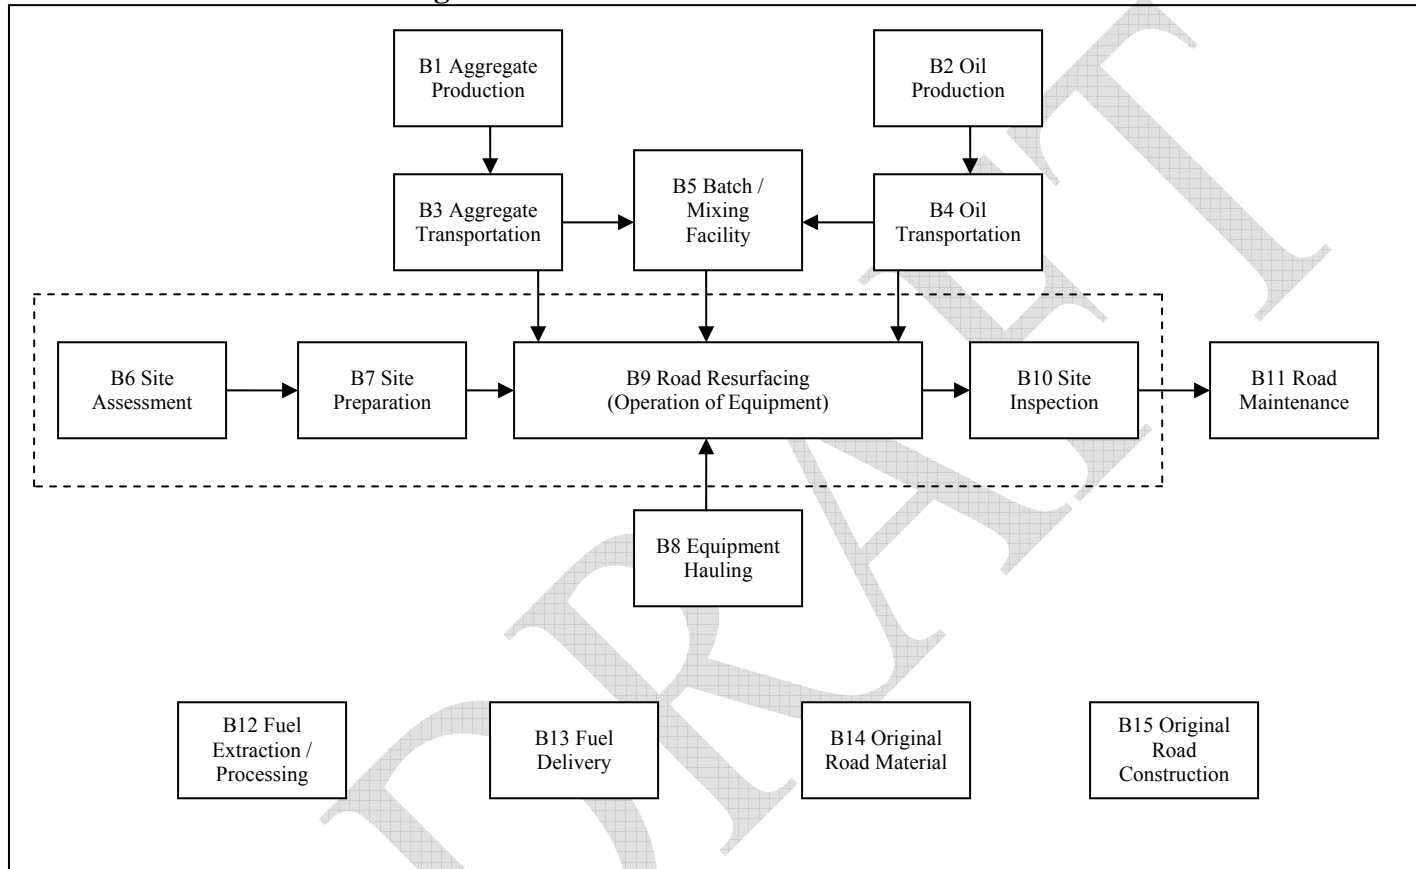 B1 Aggregate
Production
B2 Oil
Production
B3 Aggregate
Transportation
B5 Batch /
Mixing
Facility
B4 Oil
Transportation
B6 Site
Assessment
B7 Site
Preparation
B9 Road Resurfacing
(Operation of Equipment)
B10 Site
Inspection
B11 Road
Maintenance
B8 Equipment
Hauling
B12 Fuel
Extraction /
Processing
B13 Fuel
Delivery
B14 Original
Road Material
B15 Original
Road
Construction
DRAFT